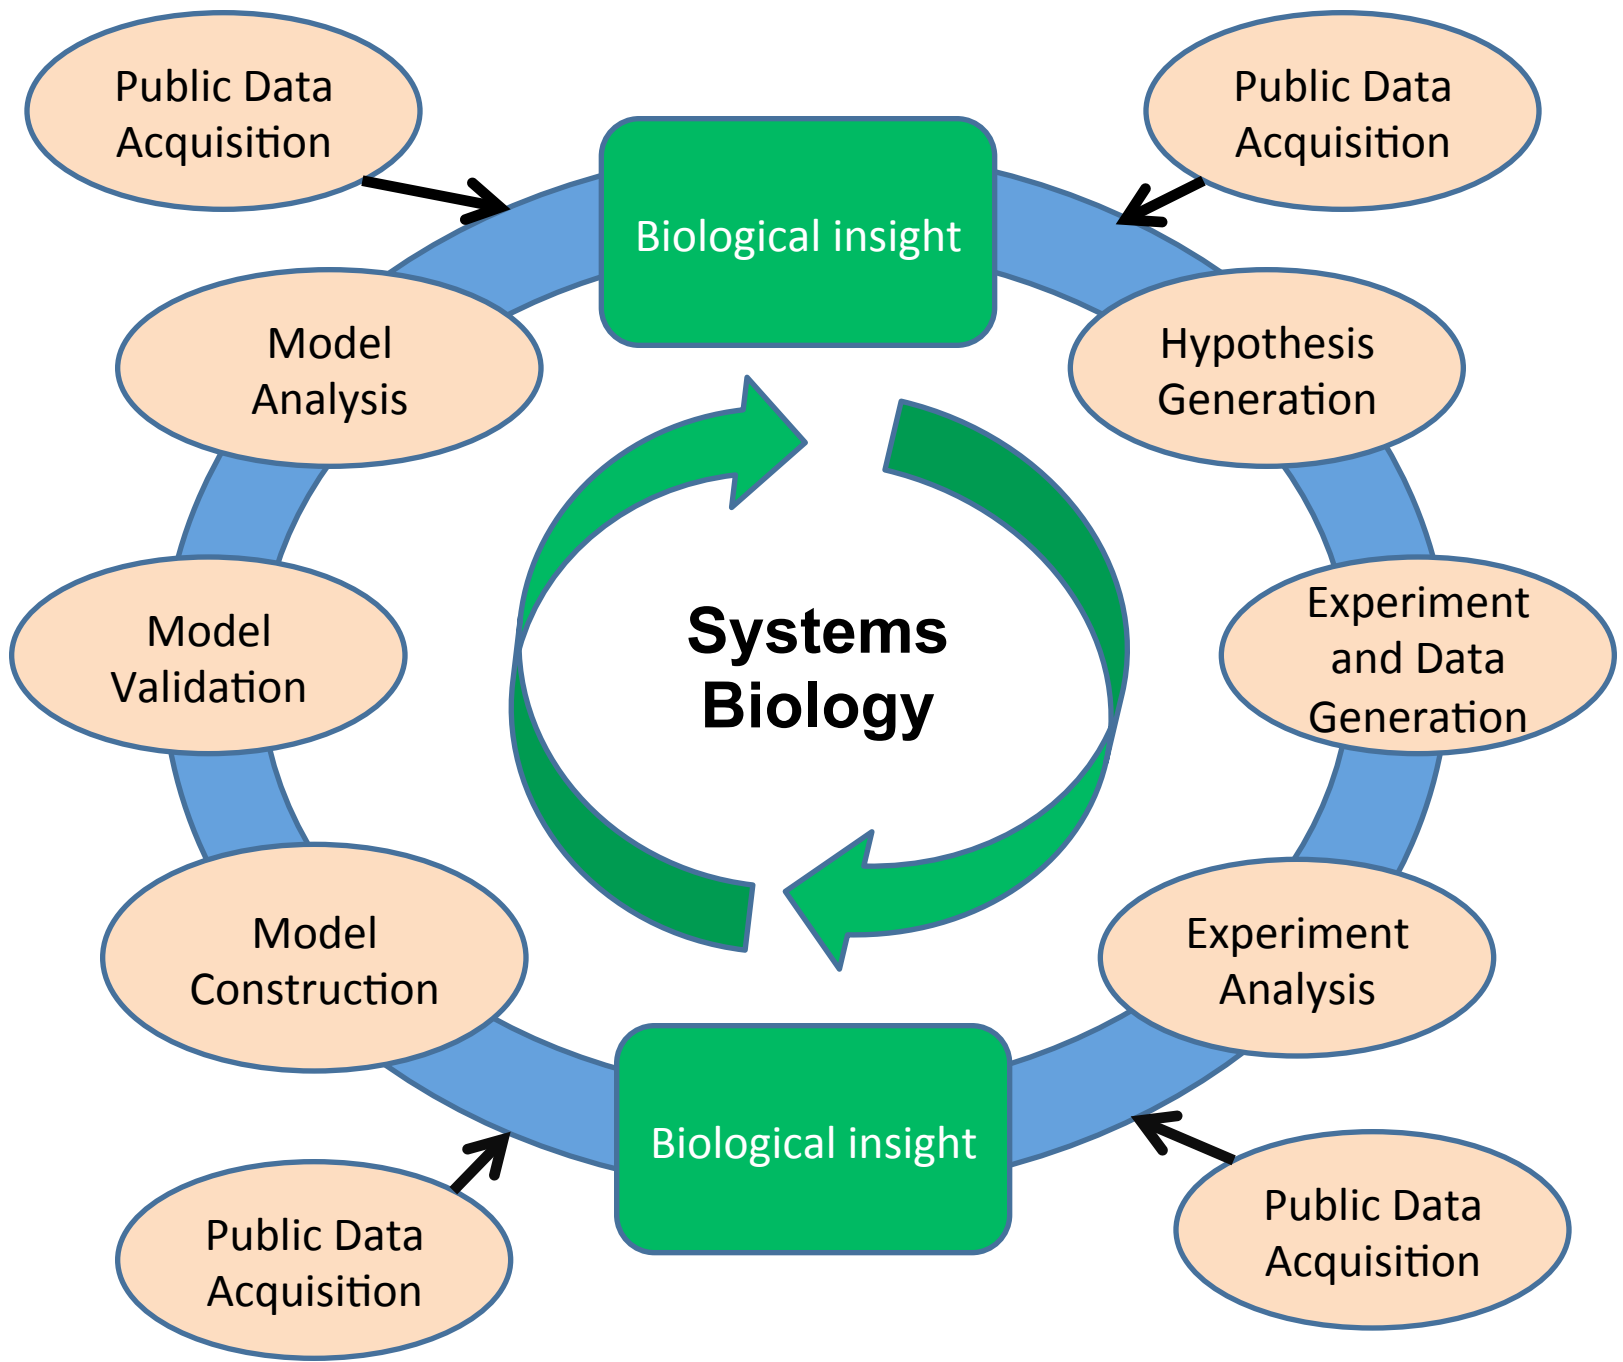 Public Data
Acquisition
Public Data
Acquisition
Biological insight
Model
Analysis
Hypothesis
Generation
Model
Validation
Systems
Biology
Experiment
and Data
Generation
Model
Construction
Experiment
Analysis
Biological insight
Public Data
Acquisition
Public Data
Acquisition